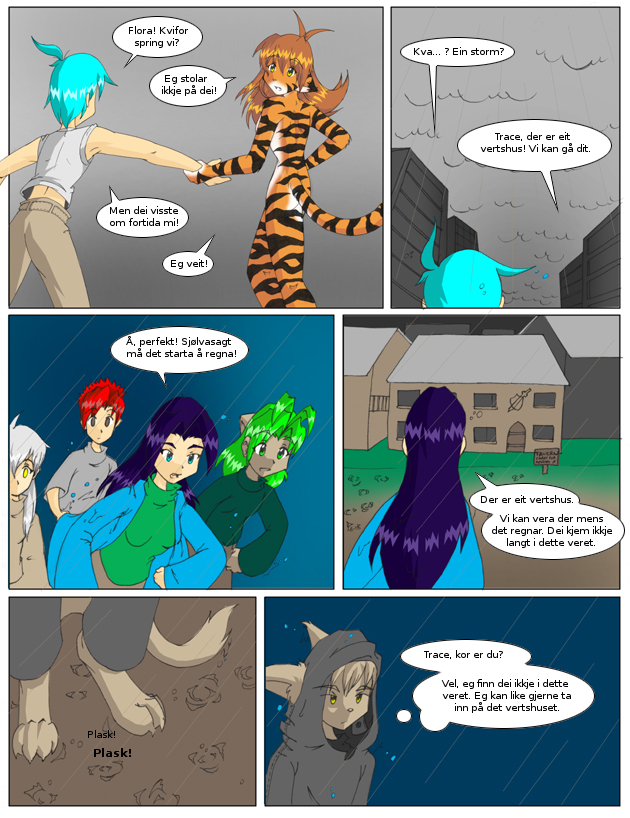 Flora! Kvifor
spring vi?
Eg stolar
ikkje på dei!
Men dei visste
om fortida mi!
Eg veit!
Kva... ? Ein storm?
Trace, der er eit
vertshus! Vi kan gå dit.
Å, perfekt! Sjølvasagt
må det starta å regna!
TAVERN
Der er eit vertshus.
Vi kan vera der mens
det regnar. Dei kjem ikkje
langt i dette veret.
Plask!
Plask!
Trace, kor er du?
Vel, eg finn dei ikkje i dette
veret. Eg kan like gjerne ta
inn på det vertshuset.